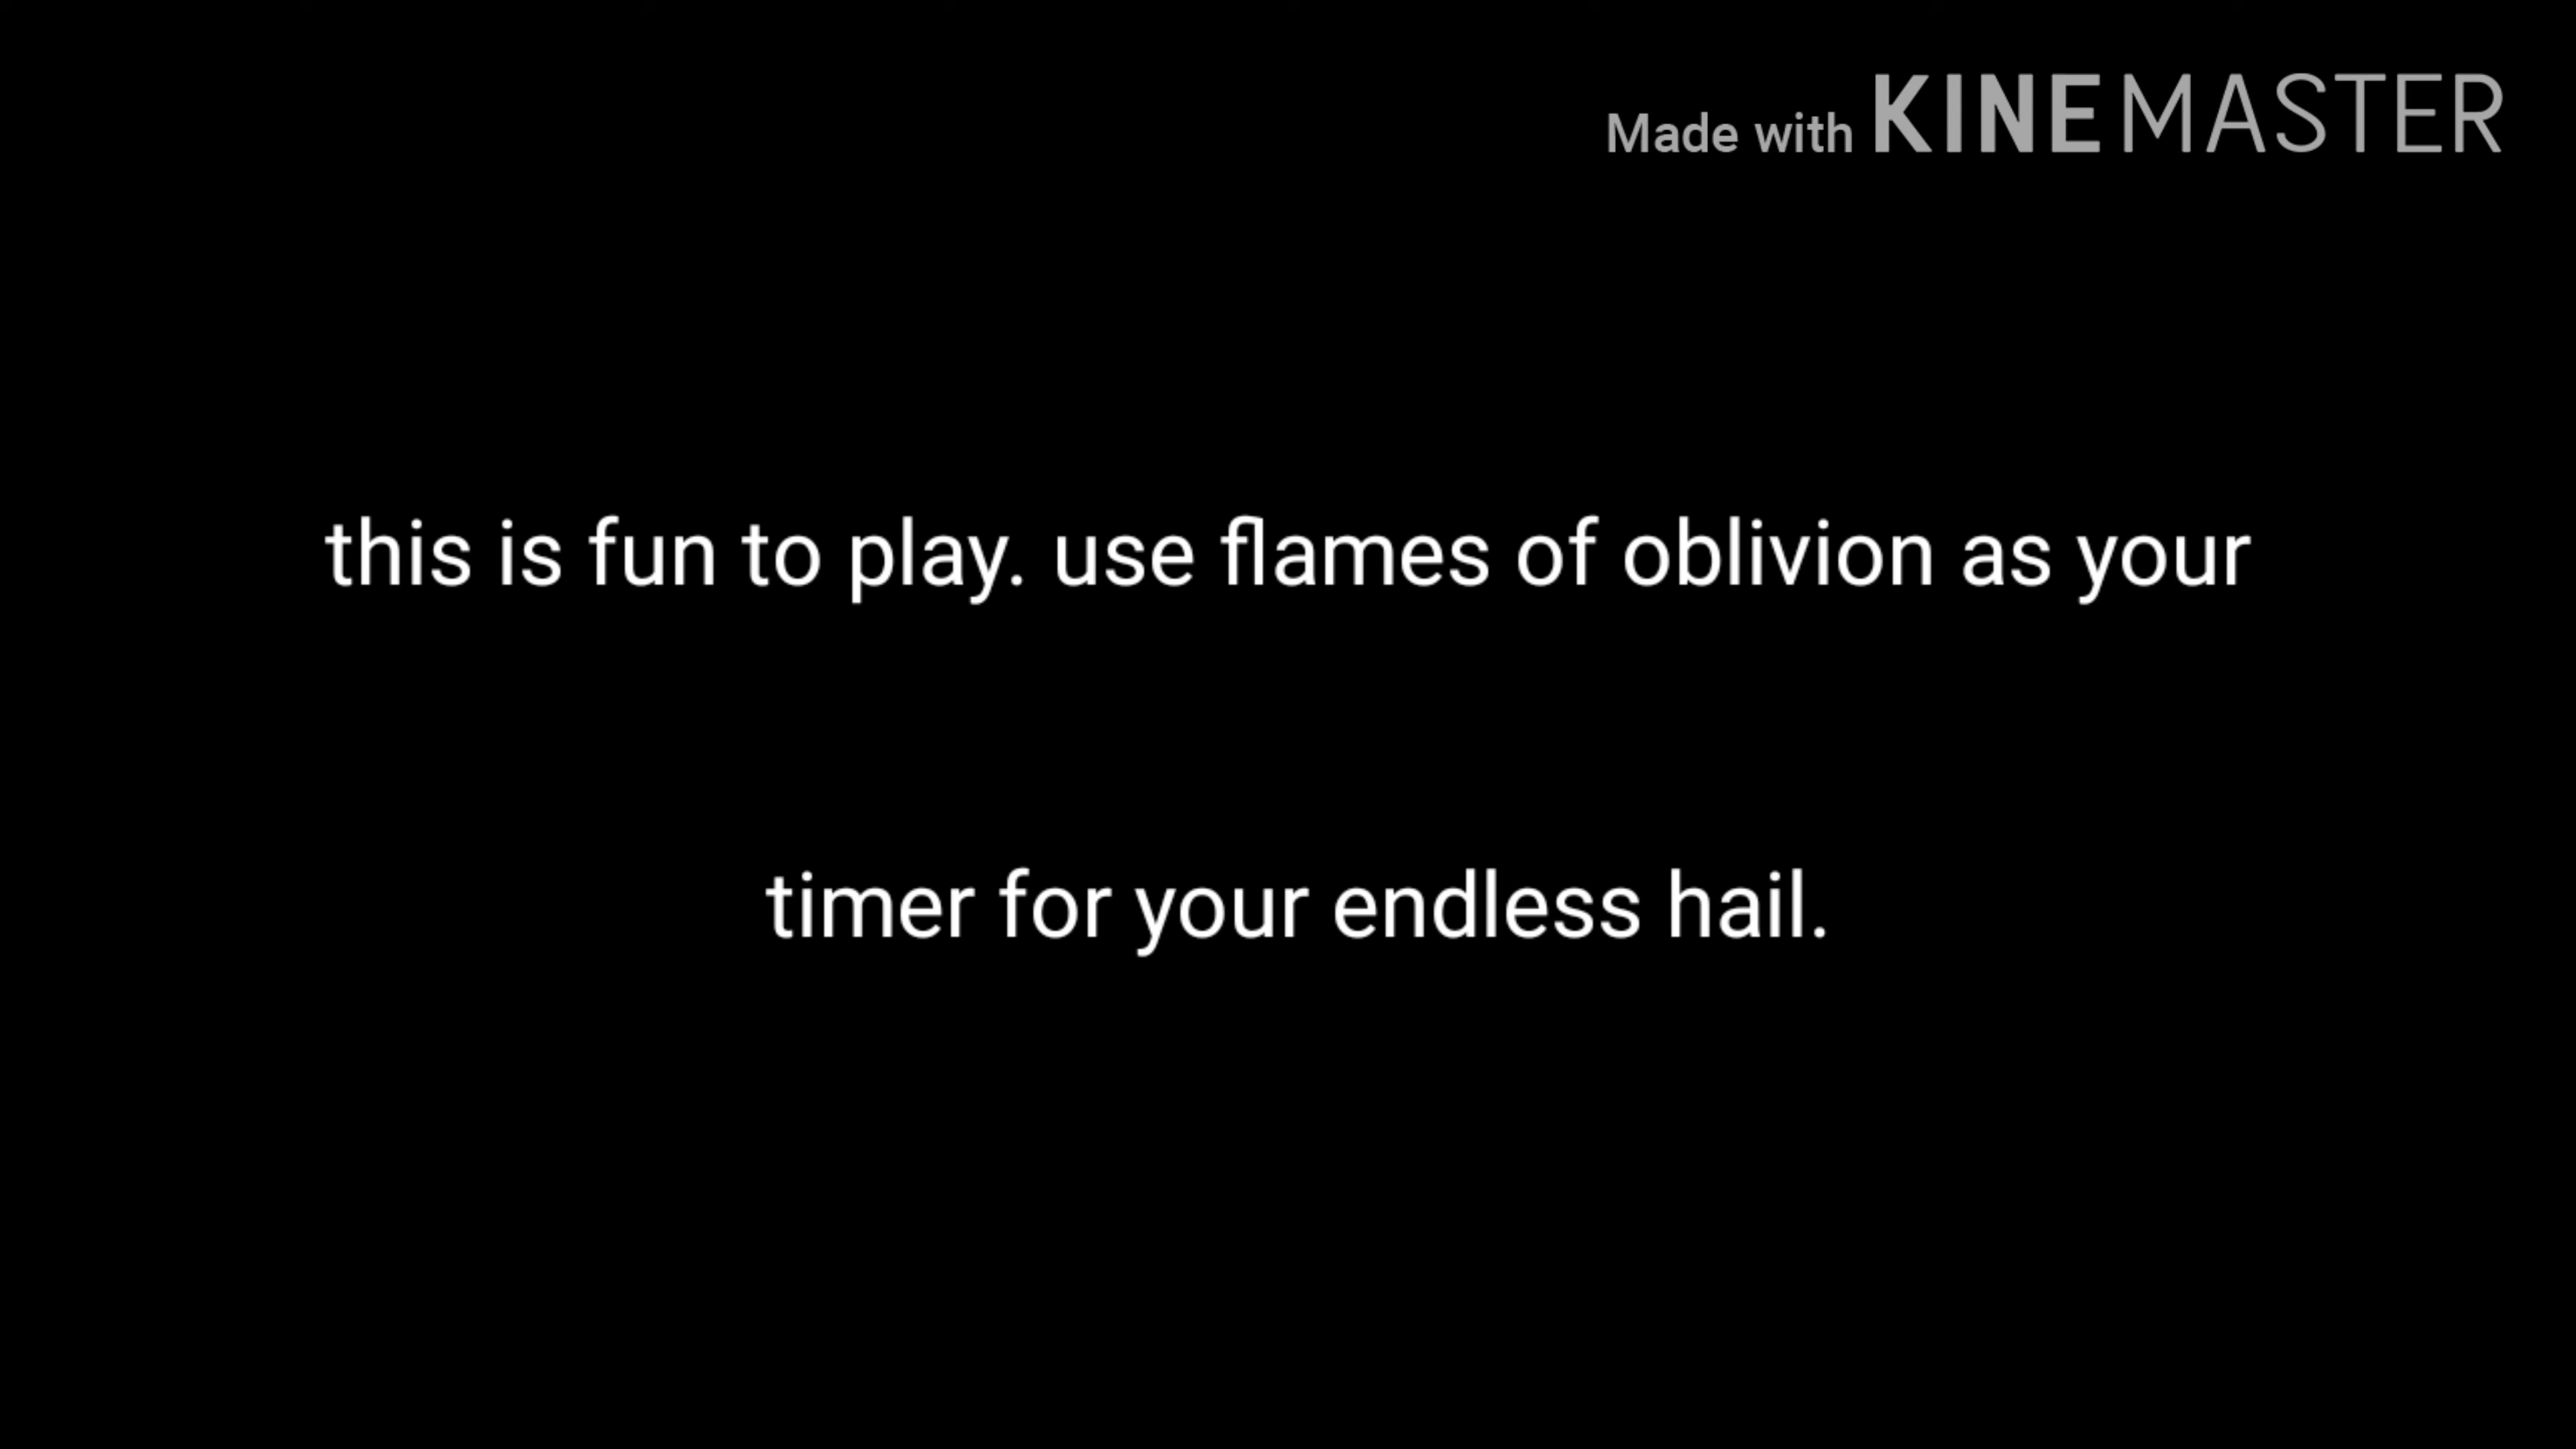 Made with KINEMASTER
this is fun to play. use flames of oblivion as your
timer for your endless hail.